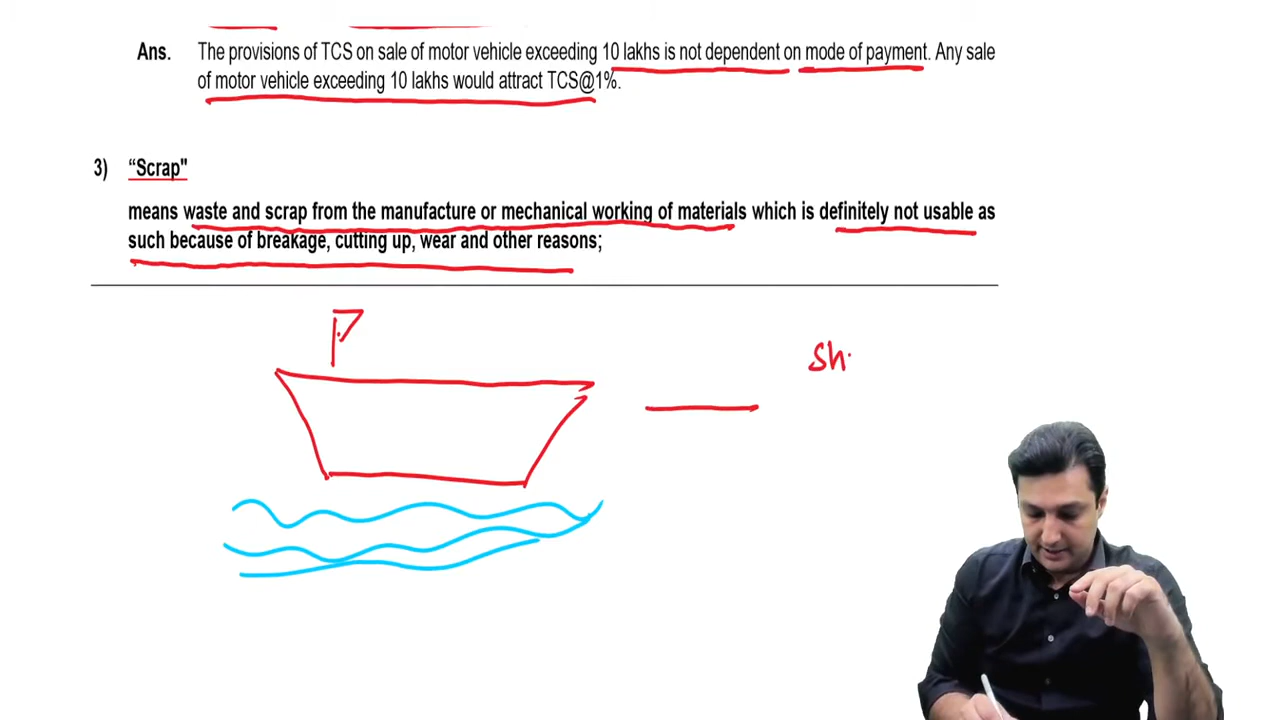 Ans. The provisions of TCS on sale of motor vehicle exceeding 10 lakhs is not dependent on mode of payment. Any sale
of motor vehicle exceeding 10 lakhs would attract TCS@1%.
3) “Scrap"
means waste and scrap from the manufacture or mechanical working of materials which is definitely not usable as
such because of breakage, cutting up, wear and other reasons;
Sh